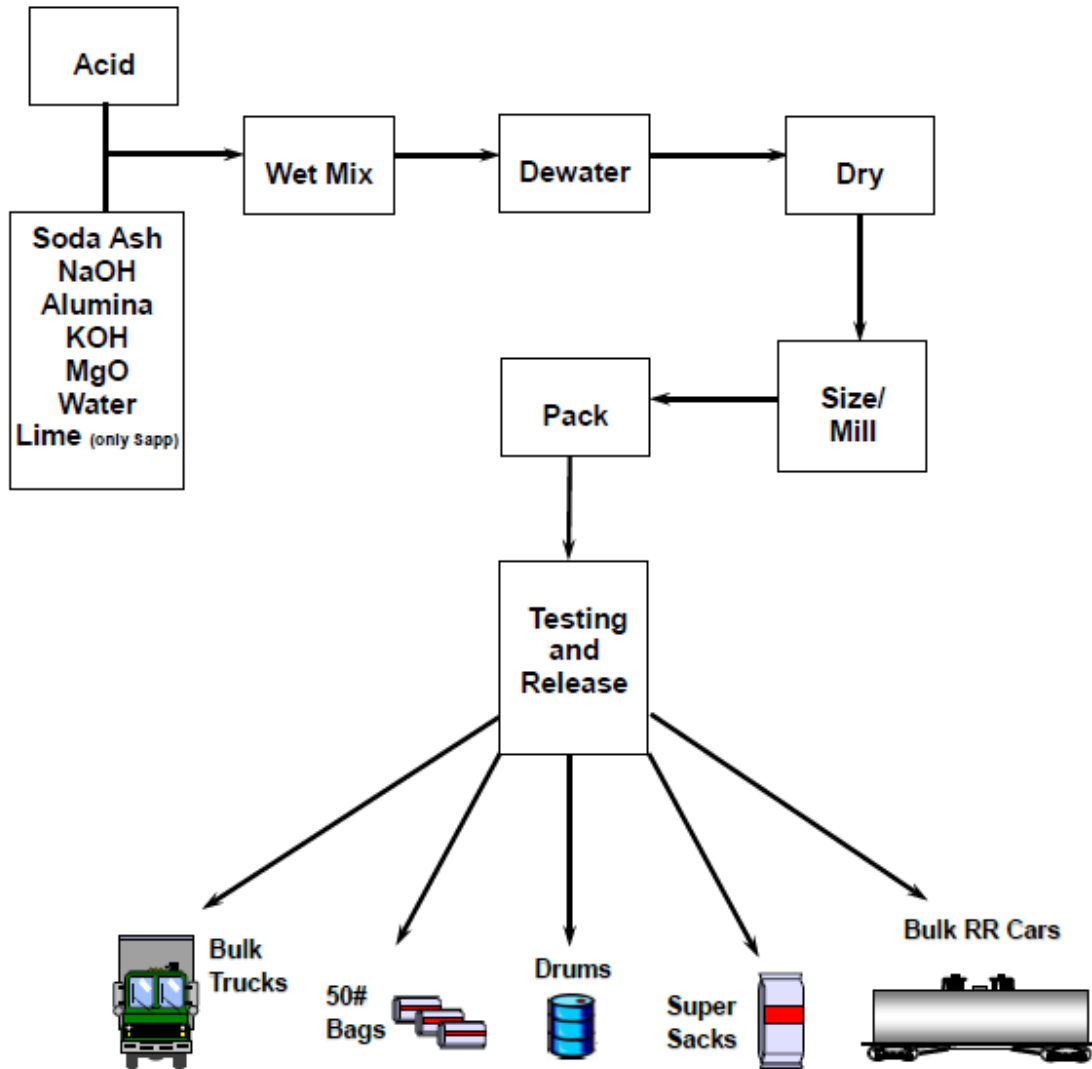 Acid
Wet Mix
Dewater
Dry
Soda Ash
NaOH
Alumina
KOH
MgO
Water
Lime (only Sapp)
Pack
Size/
Mill
Testing
and
Release
Bulk
Trucks
50#
Bags
Drums
Super
Sacks
Bulk RR Cars